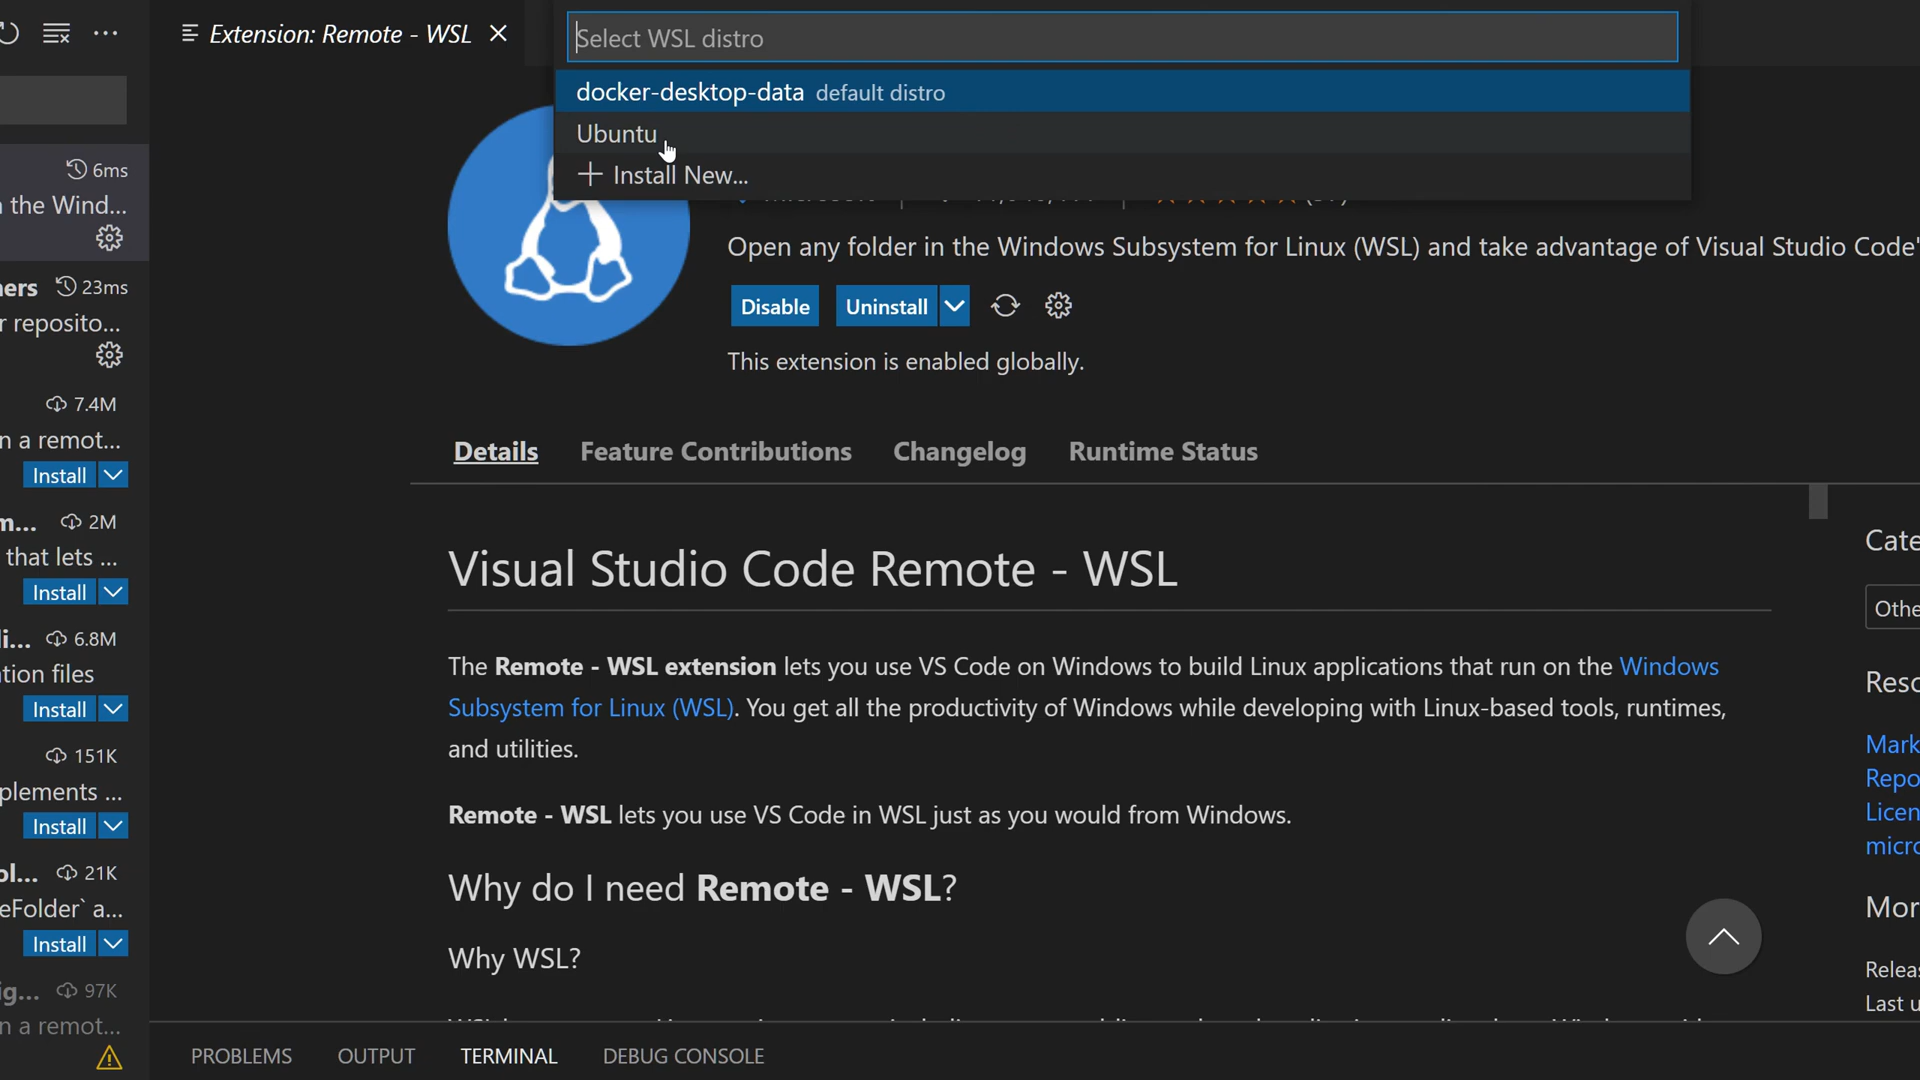 Extension: Remote - WSL
Select WSL distro
docker-desktop-data default distro
Ubuntu
Install New...
6ms
the Wind...
ers 23ms
r reposito...
7.4M
n a remot...
Install
m... 2M
that lets ...
Install
li... 6.8M
tion files
Install
151K
plements ...
Install
ol... 21K
eFolder` a...
Install
ig... 97K
n a remot...
Open any folder in the Windows Subsystem for Linux (WSL) and take advantage of Visual Studio Code'
Disable Uninstall
This extension is enabled globally.
Details Feature Contributions Changelog Runtime Status
Visual Studio Code Remote - WSL
The Remote - WSL extension lets you use VS Code on Windows to build Linux applications that run on the Windows
Subsystem for Linux (WSL). You get all the productivity of Windows while developing with Linux-based tools, runtimes,
and utilities.
Remote - WSL lets you use VS Code in WSL just as you would from Windows.
Why do I need Remote - WSL?
Why WSL?
Cate
Othe
Reso
Mark
Repo
Licen
micro
Mor
Releas
Last u
PROBLEMS OUTPUT TERMINAL DEBUG CONSOLE